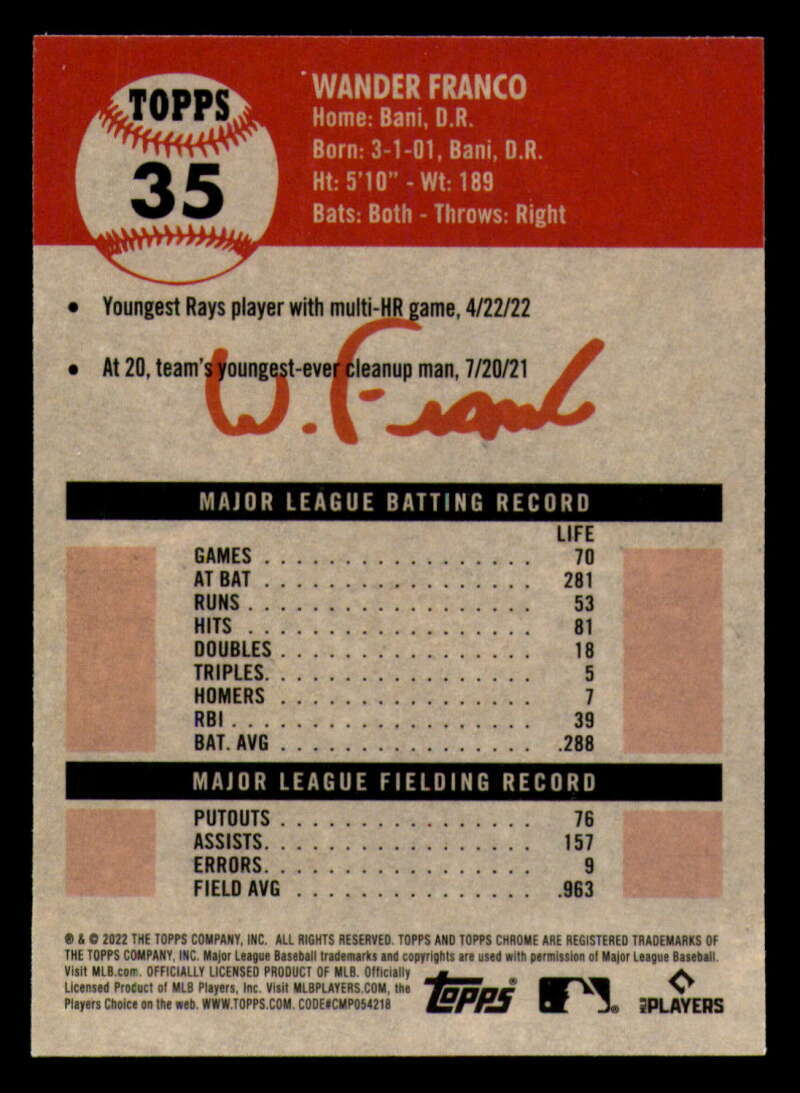 TOPPS
35
WANDER FRANCO
Home: Bani, D.R.
Born: 3-1-01, Bani, D.R.
Ht: 5'10" - Wt: 189
Bats: Both - Throws: Right
• Youngest Rays player with multi-HR game, 4/22/22
• At 20, team's youngest-ever cleanup man, 7/20/21
W. Franco
MAJOR LEAGUE BATTING RECORD
LIFE
GAMES . . . . . . . . . . . . . . . . . 70
AT BAT . . . . . . . . . . . . . . . . . 281
RUNS . . . . . . . . . . . . . . . . . . 53
HITS . . . . . . . . . . . . . . . . . . 81
DOUBLES . . . . . . . . . . . . . . . . 18
TRIPLES. . . . . . . . . . . . . . . . . 5
HOMERS . . . . . . . . . . . . . . . . 7
RBI . . . . . . . . . . . . . . . . . . . 39
BAT. AVG . . . . . . . . . . . . . . . . .288
MAJOR LEAGUE FIELDING RECORD
PUTOUTS . . . . . . . . . . . . . . . . 76
ASSISTS. . . . . . . . . . . . . . . . . 157
ERRORS. . . . . . . . . . . . . . . . . 9
FIELD AVG . . . . . . . . . . . . . . . .963
® & © 2022 THE TOPPS COMPANY, INC. ALL RIGHTS RESERVED. TOPPS AND TOPPS CHROME ARE REGISTERED TRADEMARKS OF
THE TOPPS COMPANY, INC. Major League Baseball trademarks and copyrights are used with permission of Major League Baseball.
Visit MLB.com. OFFICIALLY LICENSED PRODUCT OF MLB. Officially
Licensed Product of MLB Players, Inc. Visit MLBPLAYERS.COM, the
Players Choice on the web. WWW.TOPPS.COM. CODE#CMP054218
Topps®
®
MLB PLAYERS